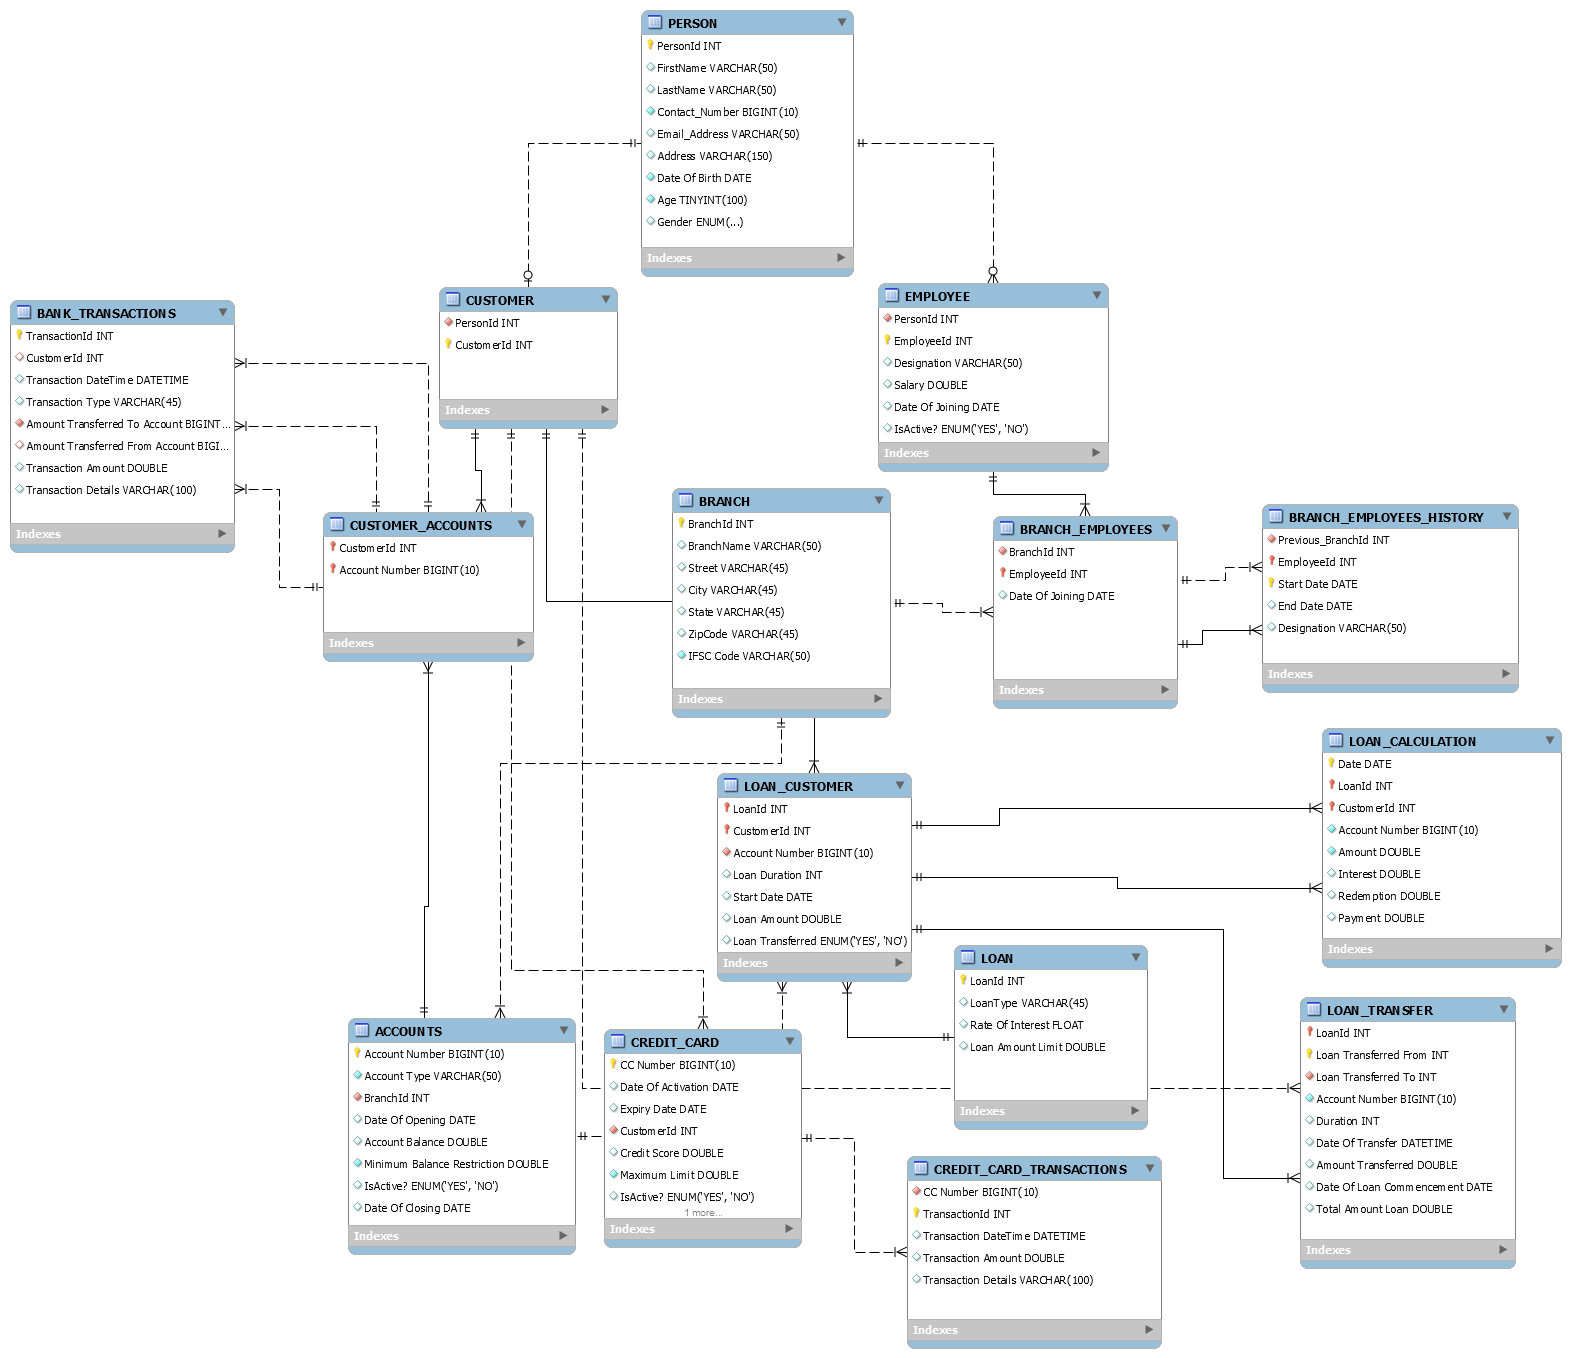 PERSON
PersonId INT
FirstName VARCHAR(50)
LastName VARCHAR(50)
Contact_Number BIGINT(10)
Email_Address VARCHAR(50)
Address VARCHAR(150)
Date Of Birth DATE
Age TINYINT(100)
Gender ENUM(...)
Indexes
CUSTOMER
PersonId INT
CustomerId INT
Indexes
EMPLOYEE
PersonId INT
EmployeeId INT
Designation VARCHAR(50)
Salary DOUBLE
Date Of Joining DATE
IsActive? ENUM('YES', 'NO')
Indexes
BANK_TRANSACTIONS
TransactionId INT
CustomerId INT
Transaction DateTime DATETIME
Transaction Type VARCHAR(45)
Amount Transferred To Account BIGINT...
Amount Transferred From Account BIGI...
Transaction Amount DOUBLE
Transaction Details VARCHAR(100)
Indexes
CUSTOMER_ACCOUNTS
CustomerId INT
Account Number BIGINT(10)
Indexes
BRANCH
BranchId INT
BranchName VARCHAR(50)
Street VARCHAR(45)
City VARCHAR(45)
State VARCHAR(45)
ZipCode VARCHAR(45)
IFSC Code VARCHAR(50)
Indexes
BRANCH_EMPLOYEES
BranchId INT
EmployeeId INT
Date Of Joining DATE
Indexes
BRANCH_EMPLOYEES_HISTORY
Previous_BranchId INT
EmployeeId INT
Start Date DATE
End Date DATE
Designation VARCHAR(50)
Indexes
LOAN_CUSTOMER
LoanId INT
CustomerId INT
Account Number BIGINT(10)
Loan Duration INT
Start Date DATE
Loan Amount DOUBLE
Loan Transferred ENUM('YES', 'NO')
Indexes
LOAN_CALCULATION
Date DATE
LoanId INT
CustomerId INT
Account Number BIGINT(10)
Amount DOUBLE
Interest DOUBLE
Redemption DOUBLE
Payment DOUBLE
Indexes
LOAN
LoanId INT
LoanType VARCHAR(45)
Rate Of Interest FLOAT
Loan Amount Limit DOUBLE
Indexes
LOAN_TRANSFER
LoanId INT
Loan Transferred From INT
Loan Transferred To INT
Account Number BIGINT(10)
Duration INT
Date Of Transfer DATETIME
Amount Transferred DOUBLE
Date Of Loan Commencement DATE
Total Amount Loan DOUBLE
Indexes
ACCOUNTS
Account Number BIGINT(10)
Account Type VARCHAR(50)
BranchId INT
Date Of Opening DATE
Account Balance DOUBLE
Minimum Balance Restriction DOUBLE
IsActive? ENUM('YES', 'NO')
Date Of Closing DATE
Indexes
CREDIT_CARD
CC Number BIGINT(10)
Date Of Activation DATE
Expiry Date DATE
CustomerId INT
Credit Score DOUBLE
Maximum Limit DOUBLE
IsActive? ENUM('YES', 'NO')
1 more...
Indexes
CREDIT_CARD_TRANSACTIONS
CC Number BIGINT(10)
TransactionId INT
Transaction DateTime DATETIME
Transaction Amount DOUBLE
Transaction Details VARCHAR(100)
Indexes